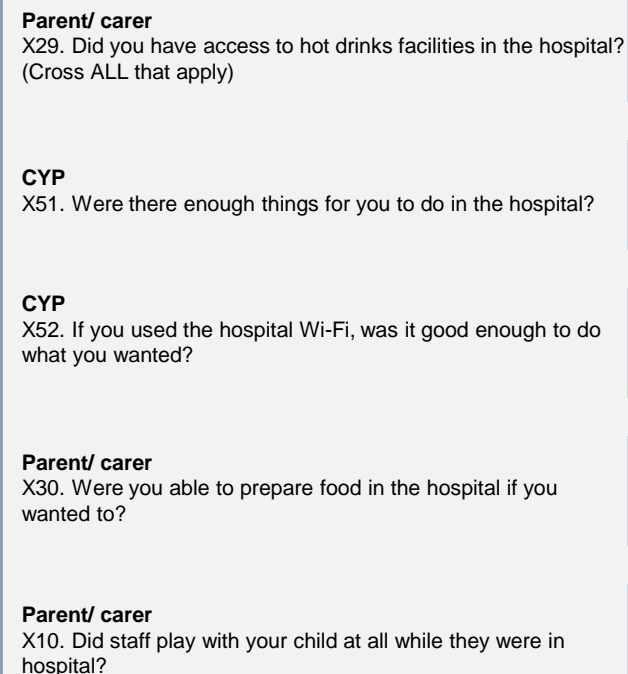 Parent/ carer
X29. Did you have access to hot drinks facilities in the hospital?
(Cross ALL that apply)
CYP
X51. Were there enough things for you to do in the hospital?
CYP
X52. If you used the hospital Wi-Fi, was it good enough to do
what you wanted?
Parent/ carer
X30. Were you able to prepare food in the hospital if you
wanted to?
Parent/ carer
X10. Did staff play with your child at all while they were in
hospital?